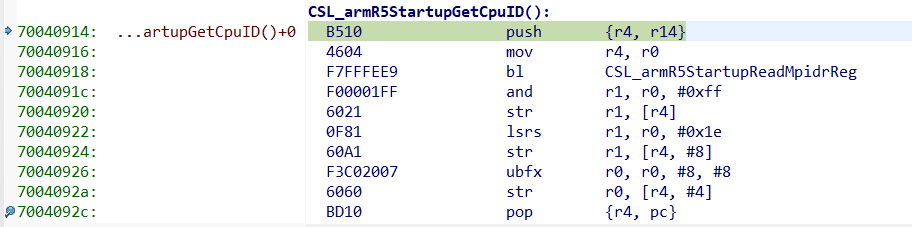 CSL_armR5StartupGetCpuID():
70040914: ...artupGetCpuID()+0 B510 push {r4, r14}
70040916: 4604 mov r4, r0
70040918: F7FFFEE9 bl CSL_armR5StartupReadMpidrReg
7004091c: F00001FF and r1, r0, #0xff
70040920: 6021 str r1, [r4]
70040922: 0F81 lsrs r1, r0, #0x1e
70040924: 60A1 str r1, [r4, #8]
70040926: F3C02007 ubfx r0, r0, #8, #8
7004092a: 6060 str r0, [r4, #4]
7004092c: BD10 pop {r4, pc}